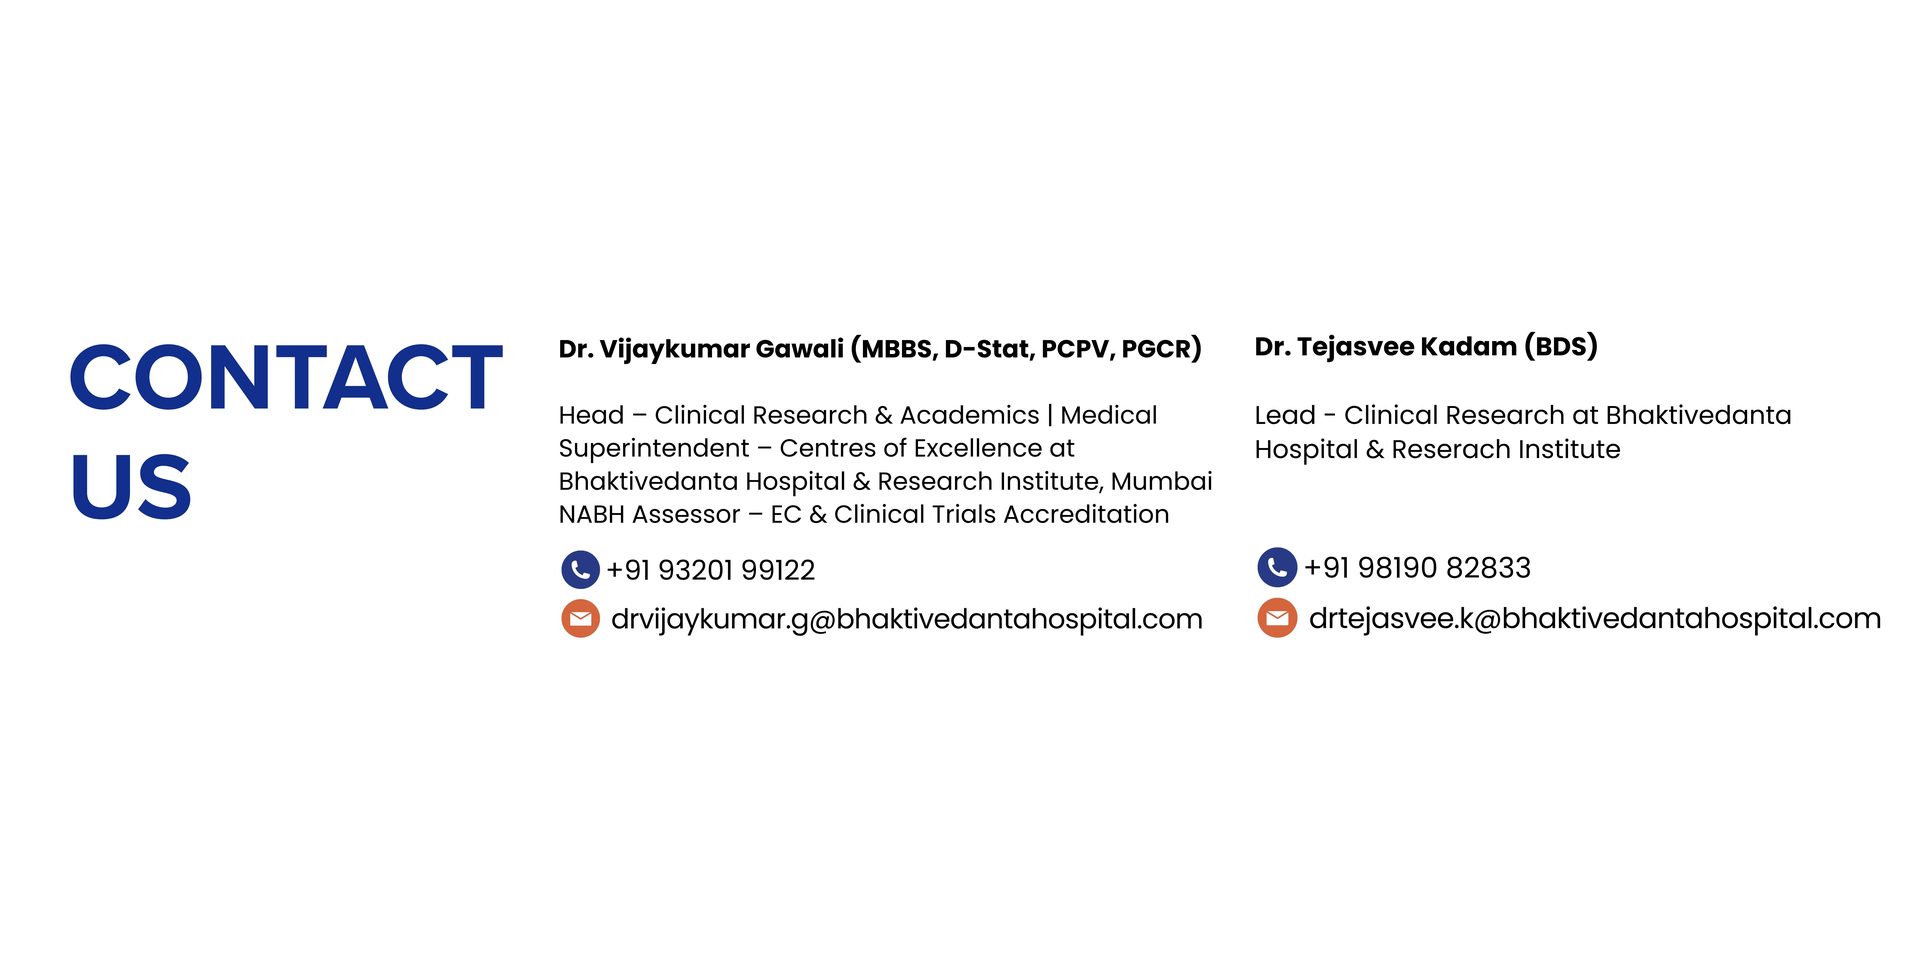 CONTACT
US
Dr. Vijaykumar Gawali (MBBS, D-Stat, PCPV, PGCR)
Head – Clinical Research & Academics | Medical
Superintendent – Centres of Excellence at
Bhaktivedanta Hospital & Research Institute, Mumbai
NABH Assessor – EC & Clinical Trials Accreditation
+91 93201 99122
drvijaykumar.g@bhaktivedantahospital.com
Dr. Tejasvee Kadam (BDS)
Lead - Clinical Research at Bhaktivedanta
Hospital & Reserach Institute
+91 98190 82833
drtejasvee.k@bhaktivedantahospital.com